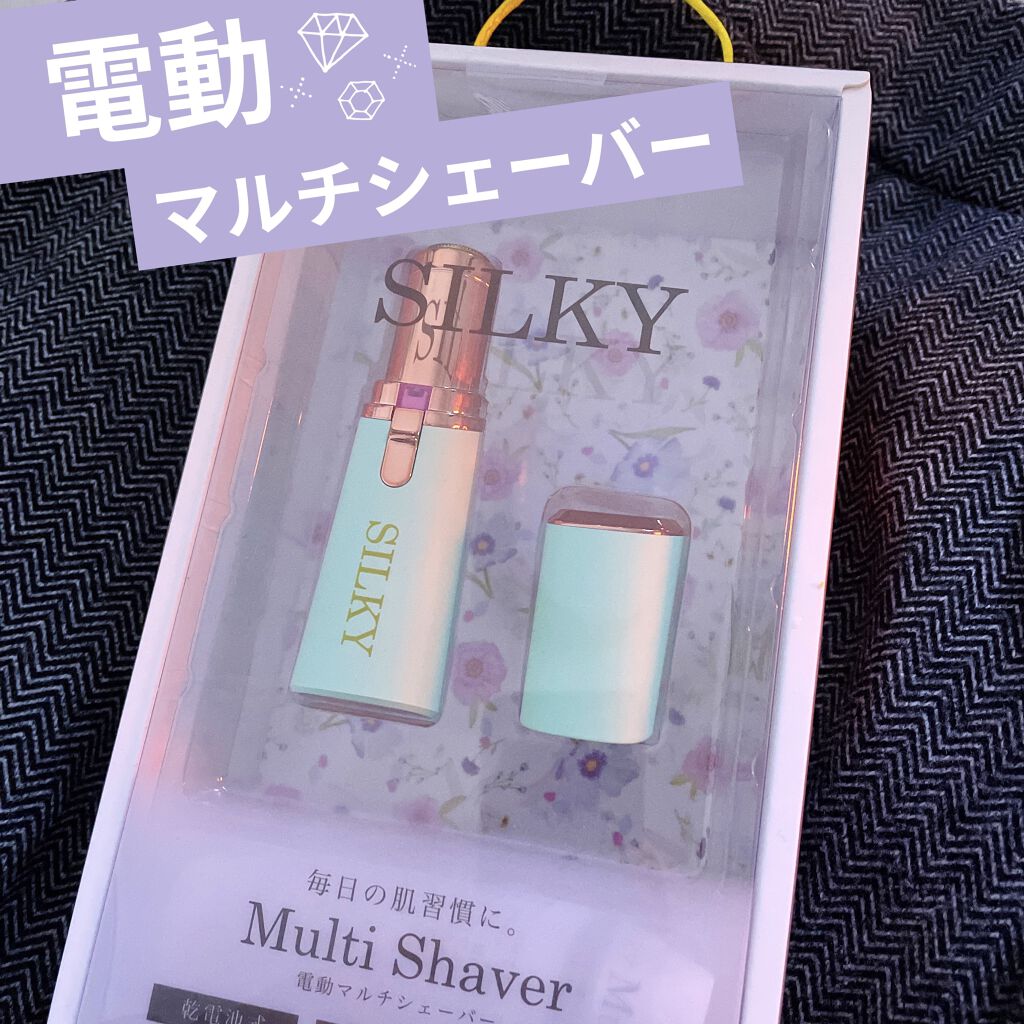 電動
マルチシェーバー
SILKY
SILKY
毎日の肌習慣に。
Multi Shaver
電動マルチシェーバー
乾電池式